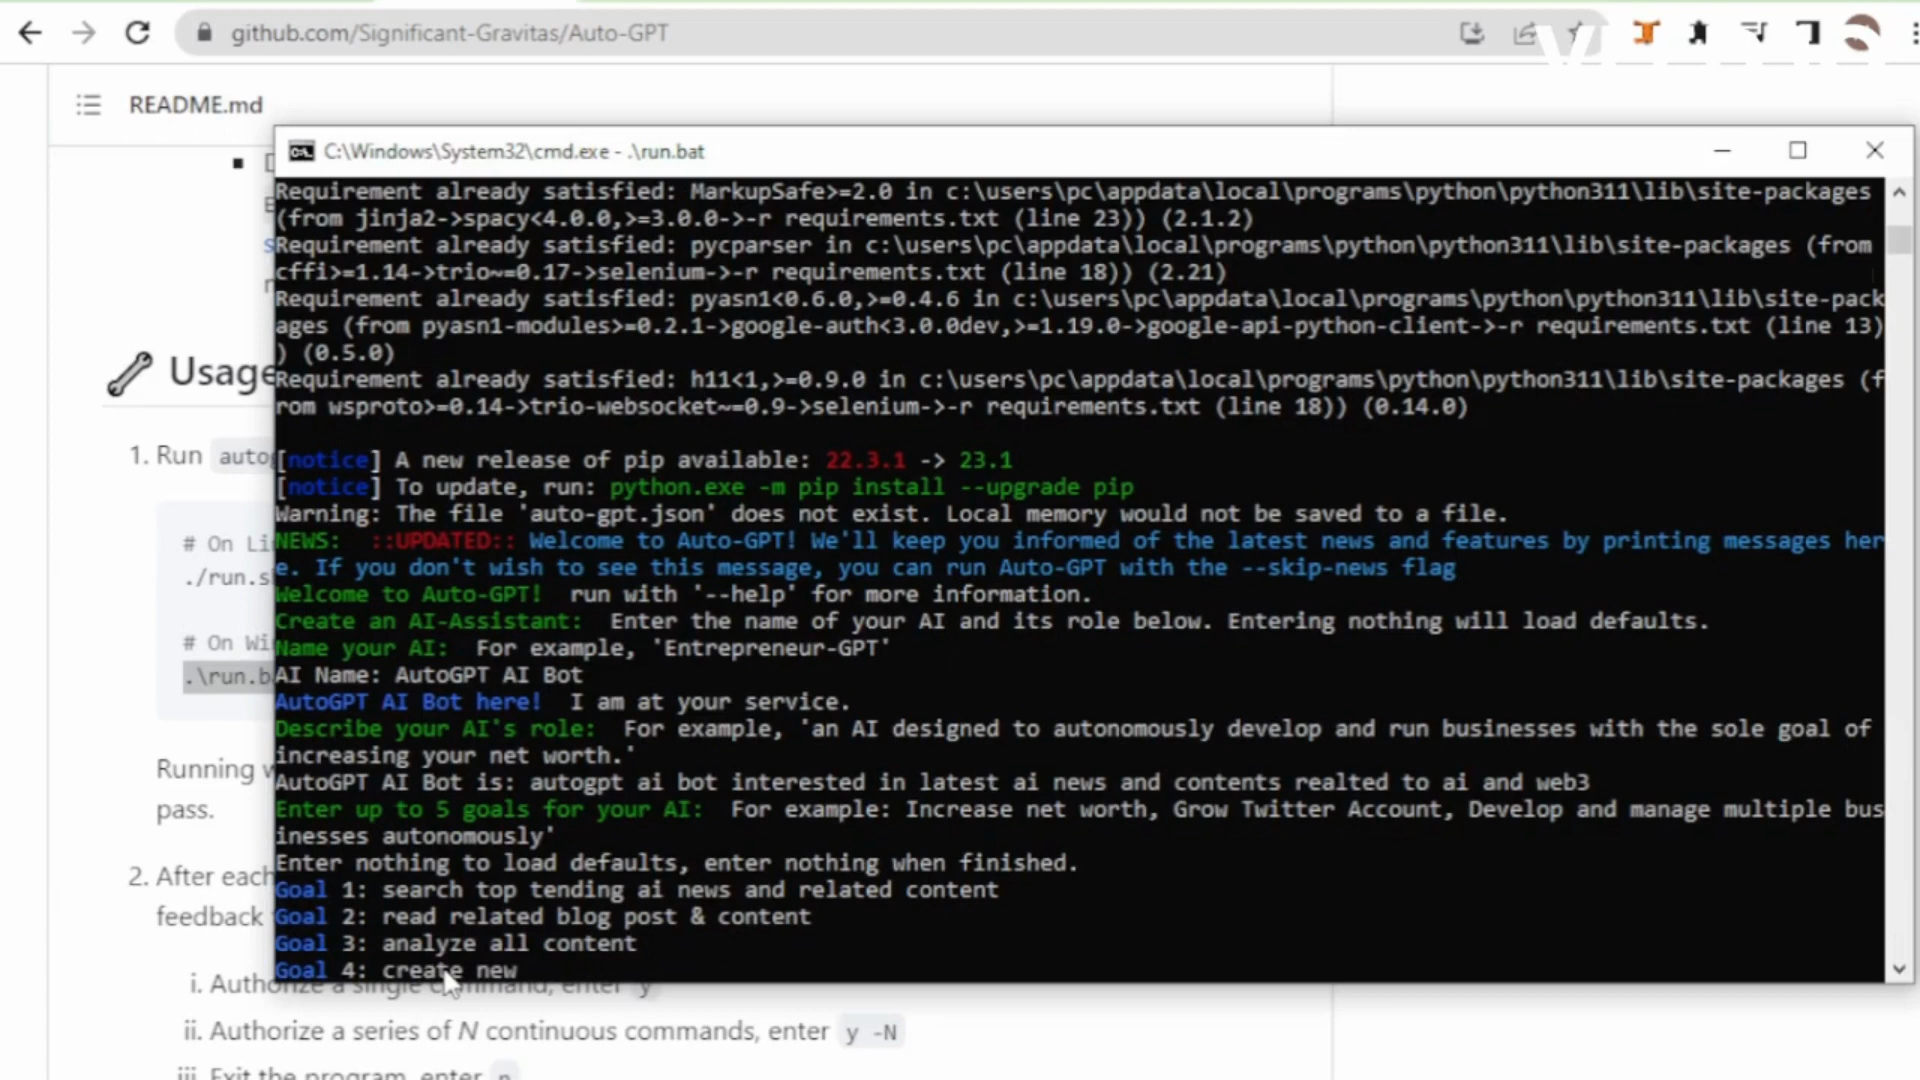 github.com/Significant-Gravitas/Auto-GPT
README.md
C:\Windows\System32\cmd.exe - .\run.bat
Requirement already satisfied: MarkupSafe>=2.0 in c:\users\pc\appdata\local\programs\python\python311\lib\site-packages
(from jinja2->spacy<4.0.0,>=3.0.0->-r requirements.txt (line 23)) (2.1.2)
Requirement already satisfied: pycparser in c:\users\pc\appdata\local\programs\python\python311\lib\site-packages (from
cffi>=1.14->trio~=0.17->selenium->-r requirements.txt (line 18)) (2.21)
Requirement already satisfied: pyasn1<0.6.0,>=0.4.6 in c:\users\pc\appdata\local\programs\python\python311\lib\site-pack
ages (from pyasn1-modules>=0.2.1->google-auth<3.0.0dev,>=1.19.0->google-api-python-client->-r requirements.txt (line 13)
) (0.5.0)
Requirement already satisfied: h11<1,>=0.9.0 in c:\users\pc\appdata\local\programs\python\python311\lib\site-packages (f
rom wsproto>=0.14->trio-websocket~=0.9->selenium->-r requirements.txt (line 18)) (0.14.0)
[notice] A new release of pip available: 22.3.1 -> 23.1
[notice] To update, run: python.exe -m pip install --upgrade pip
Warning: The file 'auto-gpt.json' does not exist. Local memory would not be saved to a file.
NEWS:  ::UPDATED:: Welcome to Auto-GPT! We'll keep you informed of the latest news and features by printing messages her
e. If you don't wish to see this message, you can run Auto-GPT with the --skip-news flag
Welcome to Auto-GPT!  run with '--help' for more information.
Create an AI-Assistant:  Enter the name of your AI and its role below. Entering nothing will load defaults.
Name your AI:  For example, 'Entrepreneur-GPT'
AI Name: AutoGPT AI Bot
AutoGPT AI Bot here!  I am at your service.
Describe your AI's role:  For example, 'an AI designed to autonomously develop and run businesses with the sole goal of
increasing your net worth.'
AutoGPT AI Bot is: autogpt ai bot interested in latest ai news and contents realted to ai and web3
Enter up to 5 goals for your AI:  For example: Increase net worth, Grow Twitter Account, Develop and manage multiple bus
inesses autonomously'
Enter nothing to load defaults, enter nothing when finished.
Goal 1: search top tending ai news and related content
Goal 2: read related blog post & content
Goal 3: analyze all content
Goal 4: create new
Usage
1. Run autog
# On Li
./run.s
# On Wi
.\run.b
Running w
pass.
2. After each
feedback
i. Authorize a single command, enter y
ii. Authorize a series of N continuous commands, enter y -N
iii. Exit the program, enter n